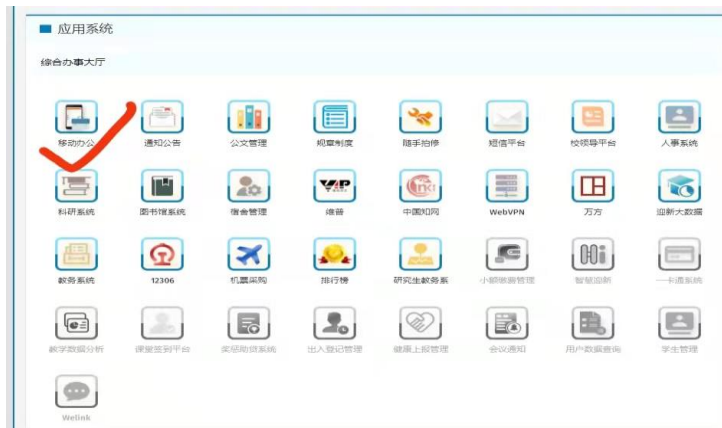 应用系统
综合办事大厅
移动办公 通知公告 公文管理 规章制度 随手拍修 短信平台 校领导平台 人事系统
科研系统 图书馆系统 宿舍管理 维普 中国知网 WebVPN 万方 迎新大数据
教务系统 12306 机票采购 排行榜 研究生教务系 小额缴费管理 智慧迎新 一卡通系统
教学数据分析 课堂签到平台 奖惩助贷系统 出入登记管理 健康上报管理 会议通知 用户数据查询 学生管理
Welink